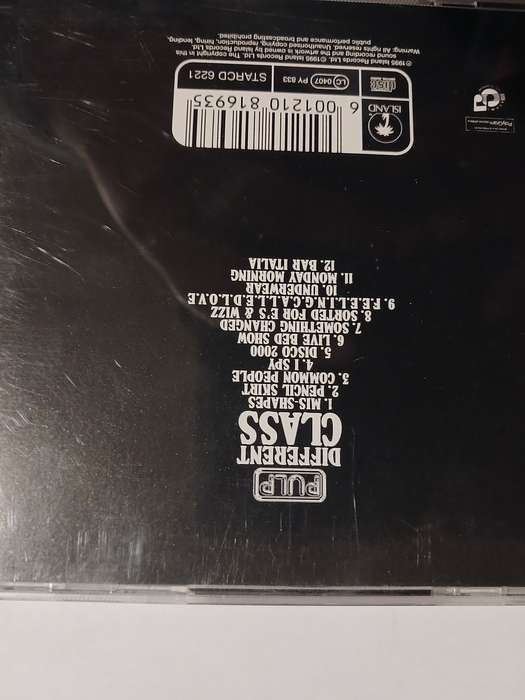 PULP
DIFFERENT
CLASS
1. MIS-SHAPES
2. PENCIL SKIRT
3. COMMON PEOPLE
4. I SPY
5. DISCO 2000
6. LIVE BED SHOW
7. SOMETHING CHANGED
8. SORTED FOR E'S & WIZZ
9. F.E.E.L.I.N.G.C.A.L.L.E.D.L.O.V.E
10. UNDERWEAR
11. MONDAY MORNING
12. BAR ITALIA
ISLAND
6 001210 816935
LC 0407 PY 833
STARCD 6221
℗ 1995 Island Records Ltd. © 1995 Island Records Ltd. The copyright in this
sound recording and the artwork is owned by Island Records Ltd.
Warning: All rights reserved. Unauthorised copying, reproduction, hiring, lending,
public performance and broadcasting prohibited.